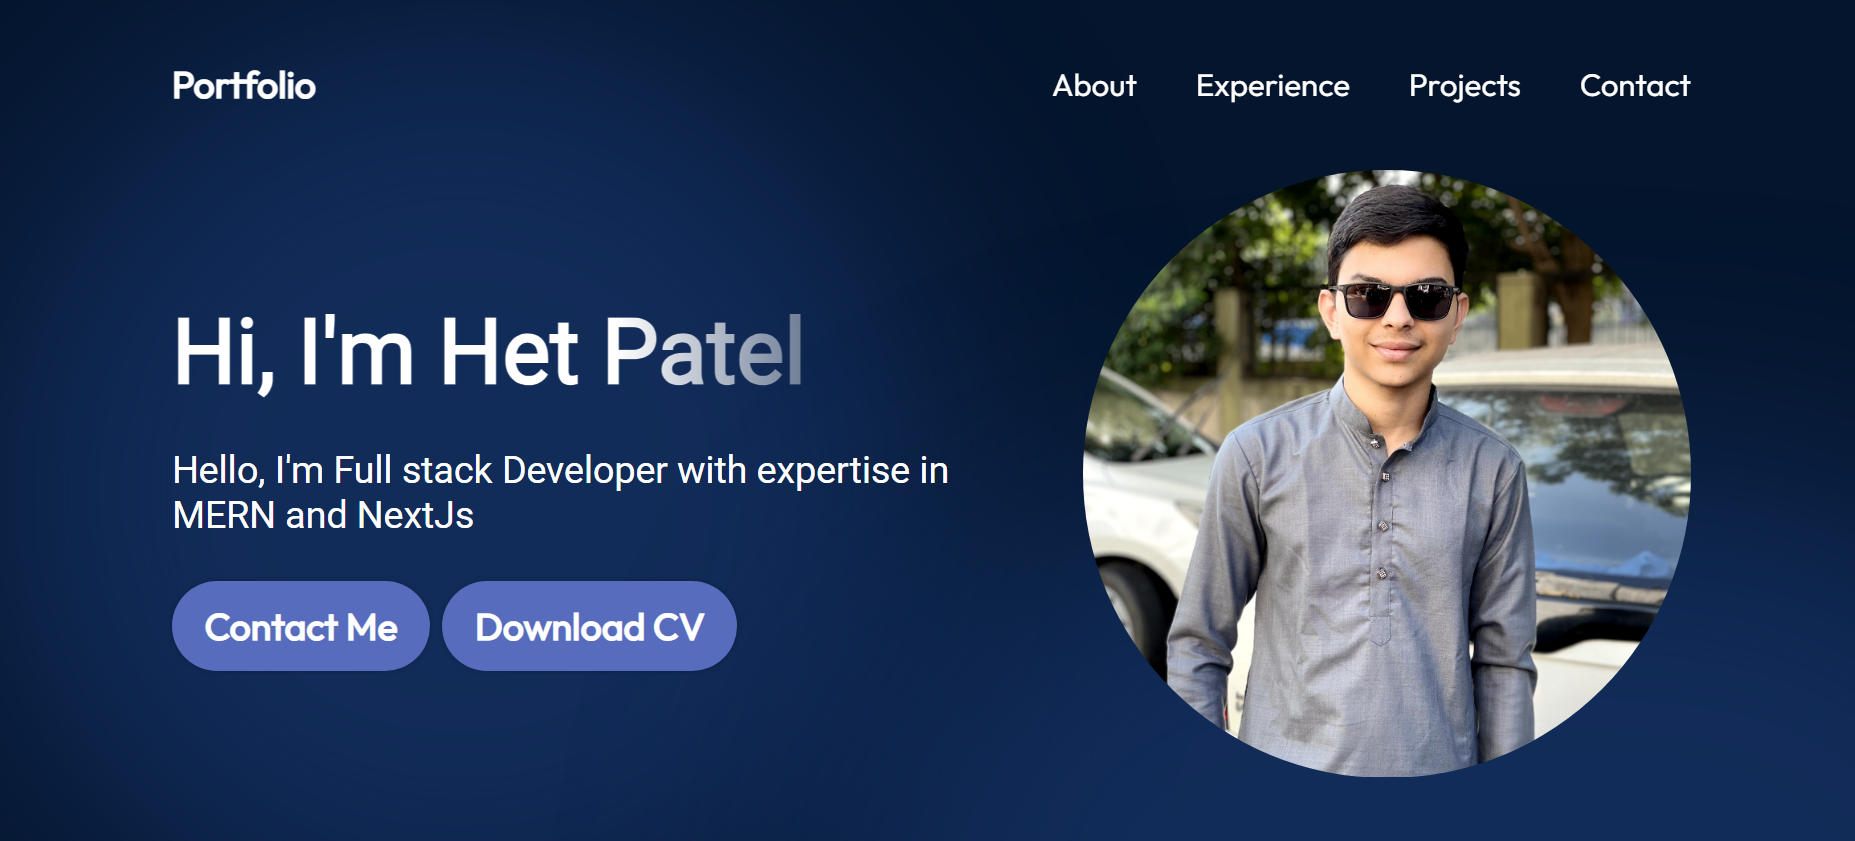 Portfolio
About Experience Projects Contact
Hi, I'm Het Patel
Hello, I'm Full stack Developer with expertise in
MERN and NextJs
Contact Me Download CV